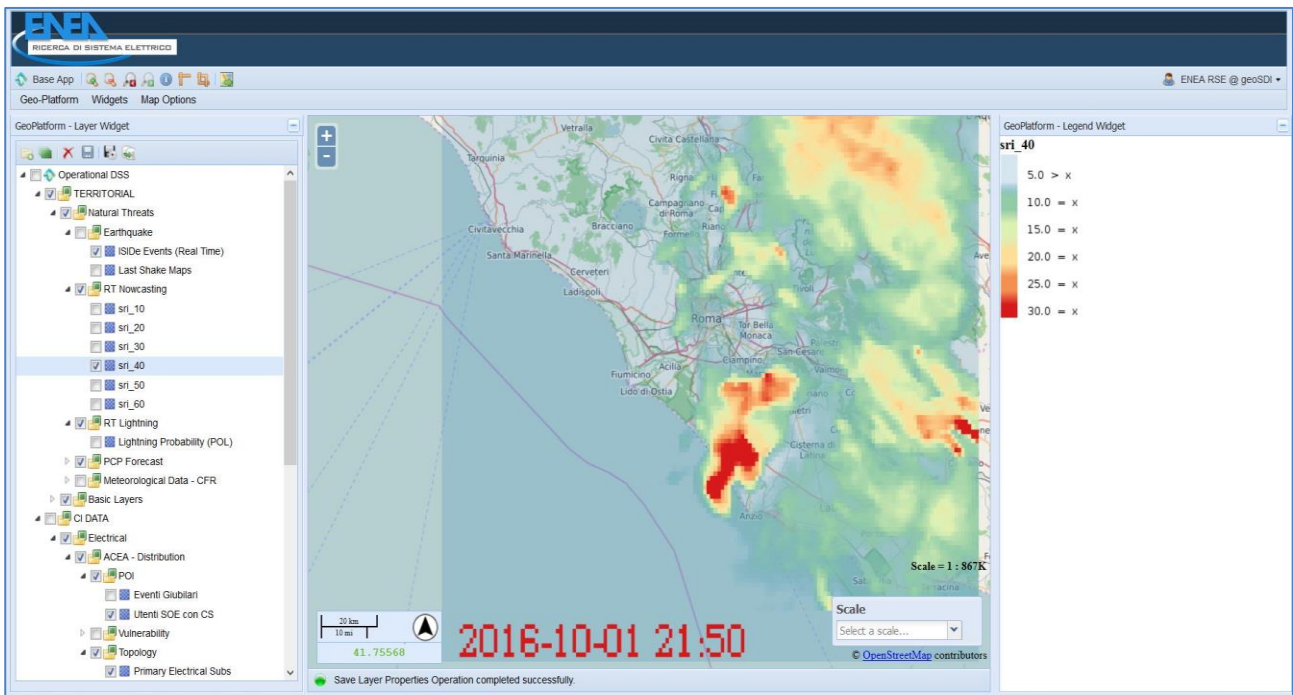 ENEA
RICERCA DI SISTEMA ELETTRICO
Base App
ENEA RSE @ geoSDI
Geo-Platform Widgets Map Options
GeoPlatform - Layer Widget
Operational DSS
TERRITORIAL
Natural Threats
Earthquake
ISIDe Events (Real Time)
Last Shake Maps
RT Nowcasting
sri_10
sri_20
sri_30
sri_40
sri_50
sri_60
RT Lightning
Lightning Probability (POL)
PCP Forecast
Meteorological Data - CFR
Basic Layers
CI DATA
Electrical
ACEA - Distribution
POI
Eventi Giubilari
Utenti SOE con CS
Vulnerability
Topology
Primary Electrical Subs
+
-
Vetralla
Civita Castellana
Tarquinia
Campagnano
di Roma
Civitavecchia
Bracciano
Formello
Riano
Santa Marinella
Cerveteri
Ladispoli
Tivoli
Roma
Tor Bella
Monaca
San Cesareo
Ciampino
Fiumicino
Acilia
Lido di Ostia
Cisterna di
Latina
Anzio
Scale = 1 : 867K
20 km
10 mi
41.75568
2016-10-01 21:50
Scale
Select a scale...
© OpenStreetMap contributors
Save Layer Properties Operation completed successfully.
GeoPlatform - Legend Widget
sri_40
5.0 > x
10.0 = x
15.0 = x
20.0 = x
25.0 = x
30.0 = x